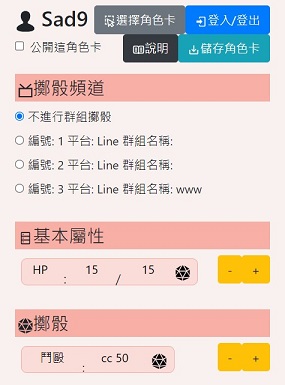 Sad9
選擇角色卡
登入/登出
公開這角色卡
說明
儲存角色卡
擲骰頻道
不進行群組擲骰
編號: 1 平台: Line 群組名稱:
編號: 2 平台: Line 群組名稱:
編號: 3 平台: Line 群組名稱: www
基本屬性
HP : 15 / 15 - +
擲骰
鬥毆 : cc 50 - +